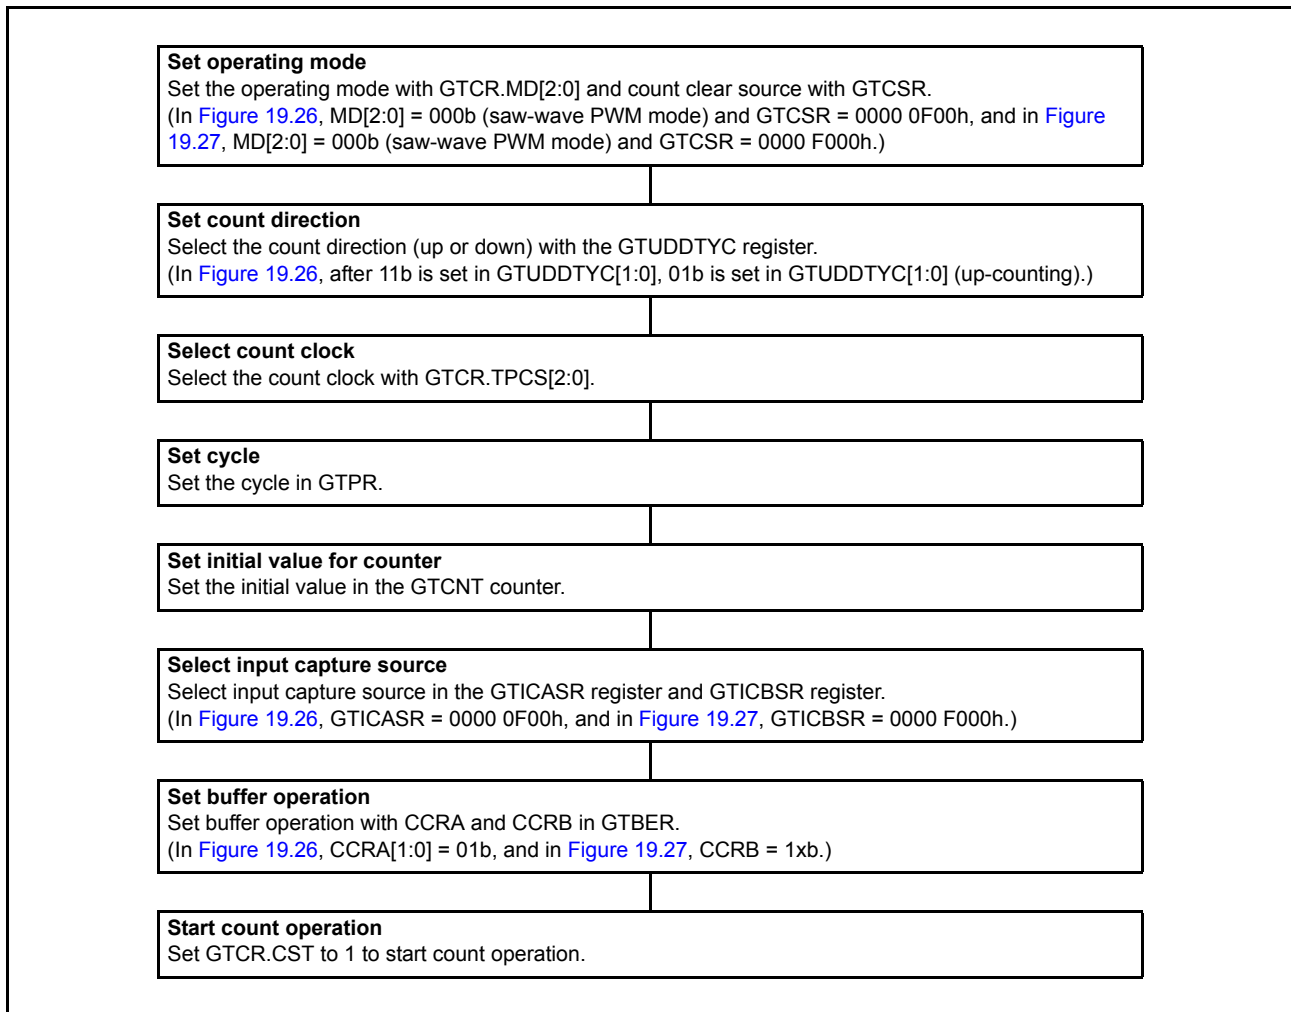 Set operating mode
Set the operating mode with GTCR.MD[2:0] and count clear source with GTCSR.
(In Figure 19.26, MD[2:0] = 000b (saw-wave PWM mode) and GTCSR = 0000 0F00h, and in Figure
19.27, MD[2:0] = 000b (saw-wave PWM mode) and GTCSR = 0000 F000h.)
Set count direction
Select the count direction (up or down) with the GTUDDTYC register.
(In Figure 19.26, after 11b is set in GTUDDTYC[1:0], 01b is set in GTUDDTYC[1:0] (up-counting).)
Select count clock
Select the count clock with GTCR.TPCS[2:0].
Set cycle
Set the cycle in GTPR.
Set initial value for counter
Set the initial value in the GTCNT counter.
Select input capture source
Select input capture source in the GTICASR register and GTICBSR register.
(In Figure 19.26, GTICASR = 0000 0F00h, and in Figure 19.27, GTICBSR = 0000 F000h.)
Set buffer operation
Set buffer operation with CCRA and CCRB in GTBER.
(In Figure 19.26, CCRA[1:0] = 01b, and in Figure 19.27, CCRB = 1xb.)
Start count operation
Set GTCR.CST to 1 to start count operation.